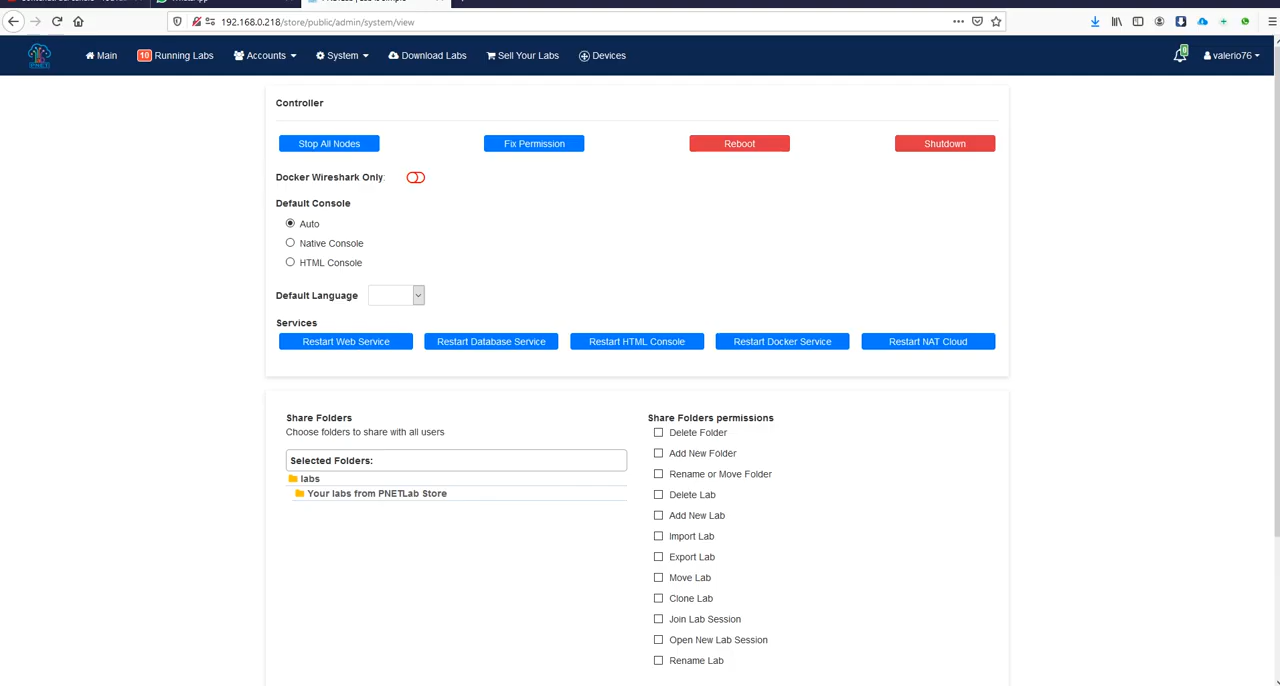 WhatsApp
192.168.0.218/store/public/admin/system/view
PNET
Main
10 Running Labs
Accounts
System
Download Labs
Sell Your Labs
Devices
0
valerio76
Controller
Stop All Nodes
Fix Permission
Reboot
Shutdown
Docker Wireshark Only:
Default Console
Auto
Native Console
HTML Console
Default Language
Services
Restart Web Service
Restart Database Service
Restart HTML Console
Restart Docker Service
Restart NAT Cloud
Share Folders
Choose folders to share with all users
Selected Folders:
labs
Your labs from PNETLab Store
Share Folders permissions
Delete Folder
Add New Folder
Rename or Move Folder
Delete Lab
Add New Lab
Import Lab
Export Lab
Move Lab
Clone Lab
Join Lab Session
Open New Lab Session
Rename Lab